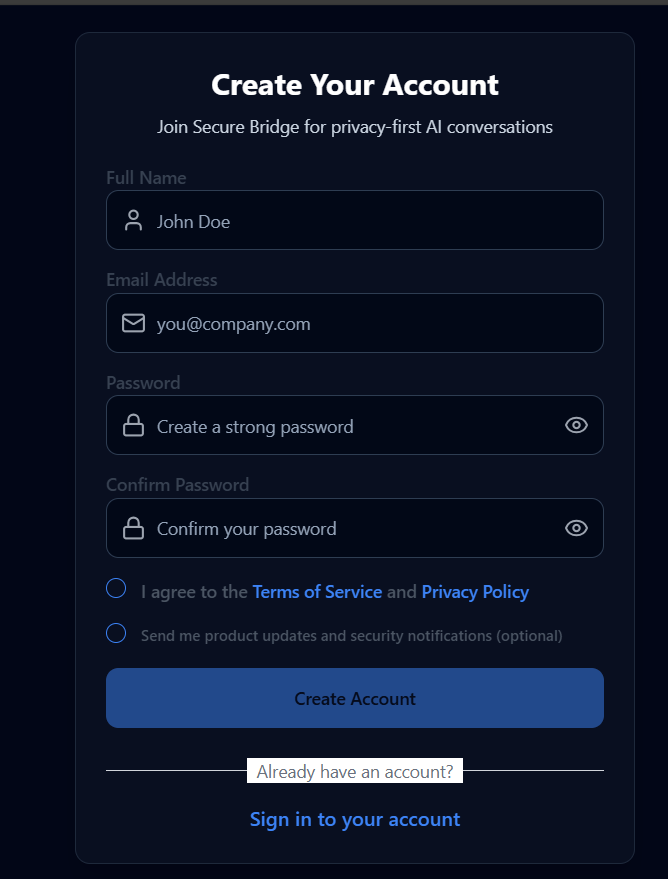 Create Your Account
Join Secure Bridge for privacy-first AI conversations
Full Name
John Doe
Email Address
you@company.com
Password
Create a strong password
Confirm Password
Confirm your password
I agree to the Terms of Service and Privacy Policy
Send me product updates and security notifications (optional)
Create Account
Already have an account?
Sign in to your account